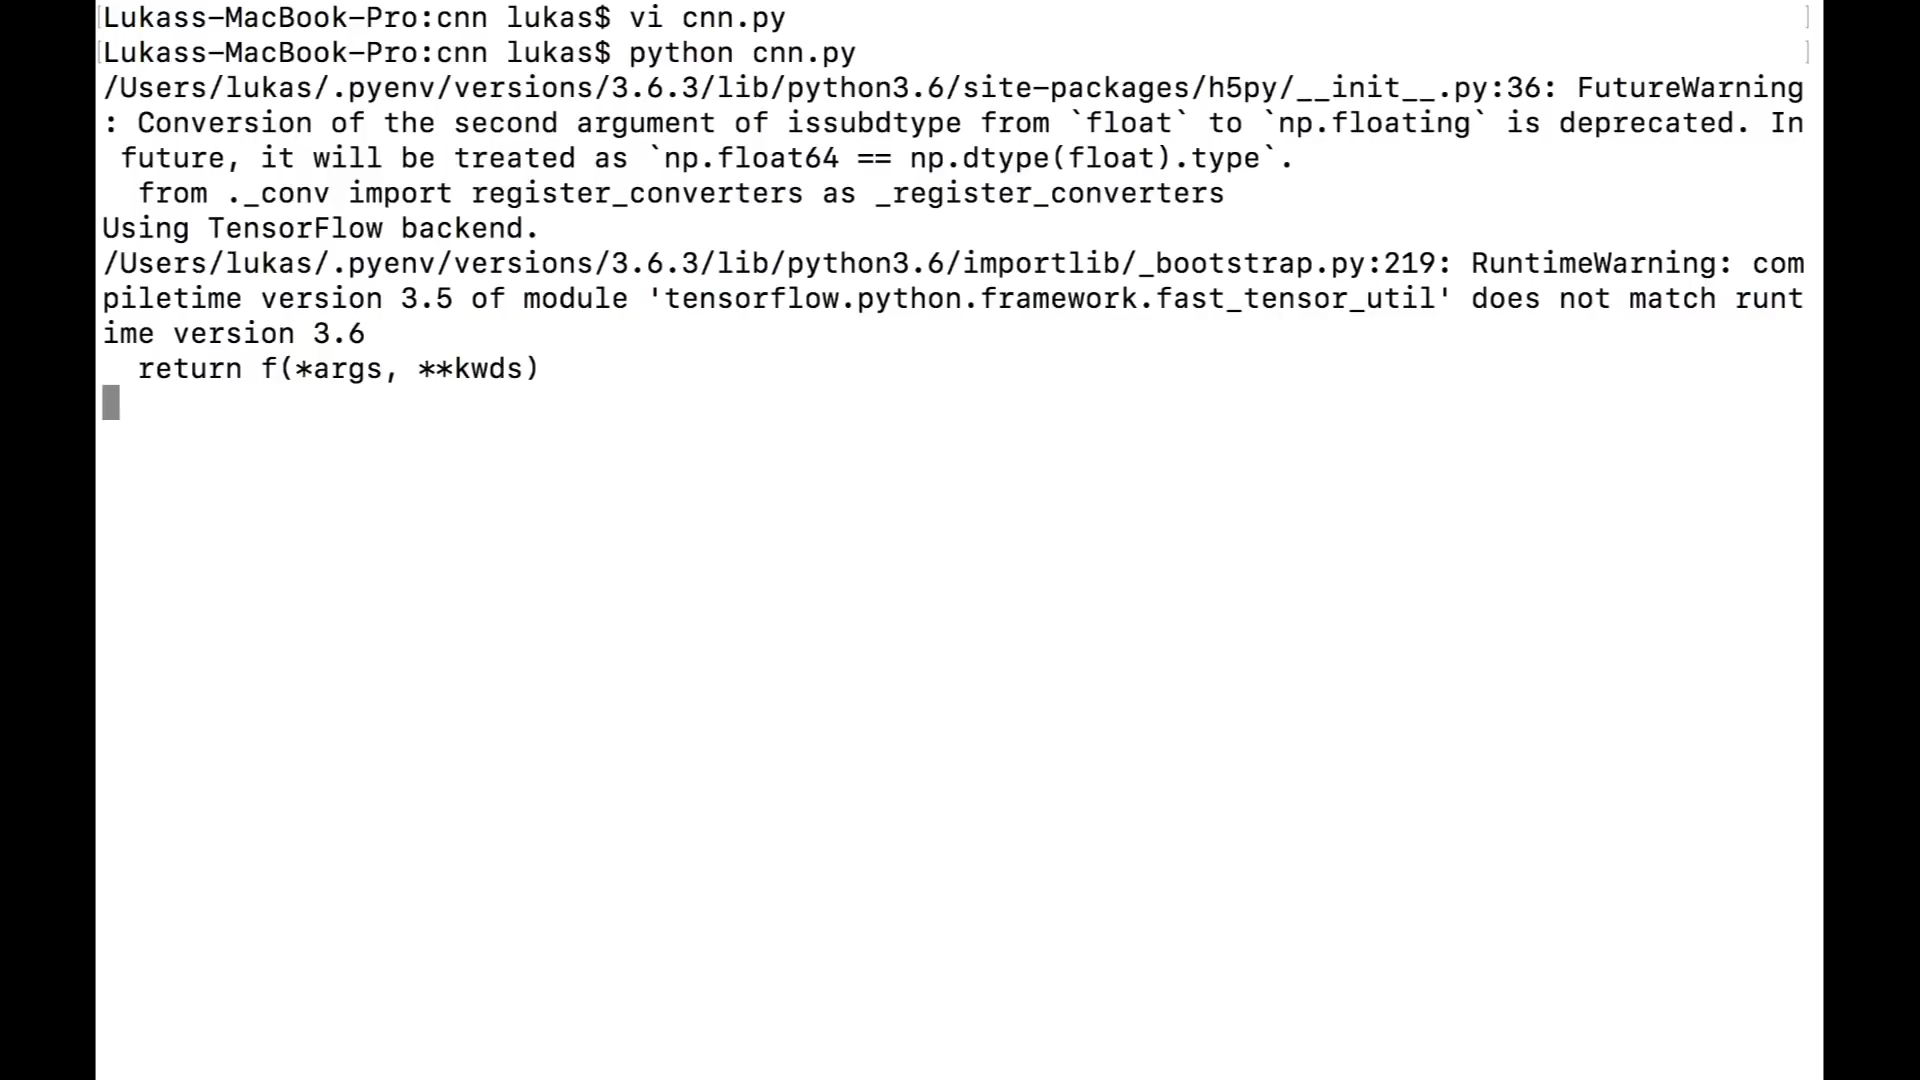 Lukass-MacBook-Pro:cnn lukas$ vi cnn.py
Lukass-MacBook-Pro:cnn lukas$ python cnn.py
/Users/lukas/.pyenv/versions/3.6.3/lib/python3.6/site-packages/h5py/__init__.py:36: FutureWarning
: Conversion of the second argument of issubdtype from `float` to `np.floating` is deprecated. In
 future, it will be treated as `np.float64 == np.dtype(float).type`.
  from ._conv import register_converters as _register_converters
Using TensorFlow backend.
/Users/lukas/.pyenv/versions/3.6.3/lib/python3.6/importlib/_bootstrap.py:219: RuntimeWarning: com
piletime version 3.5 of module 'tensorflow.python.framework.fast_tensor_util' does not match runt
ime version 3.6
  return f(*args, **kwds)